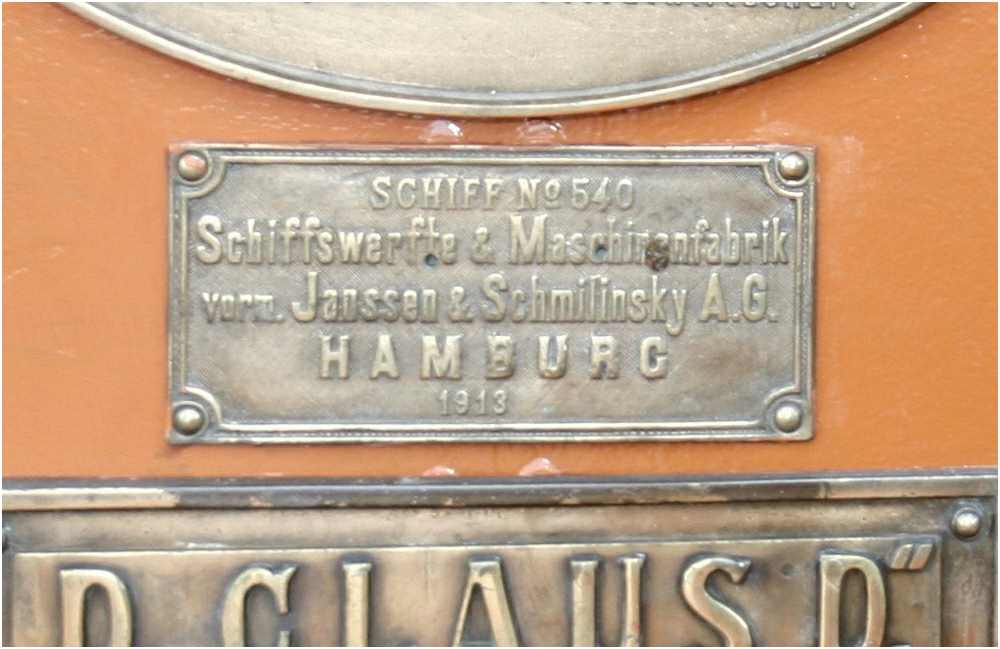 SCHIFF No 540
Schiffswerfte & Maschinenfabrik
vorm. Janssen & Schmilinsky A.G.
HAMBURG
1913
D. CLAUS D."